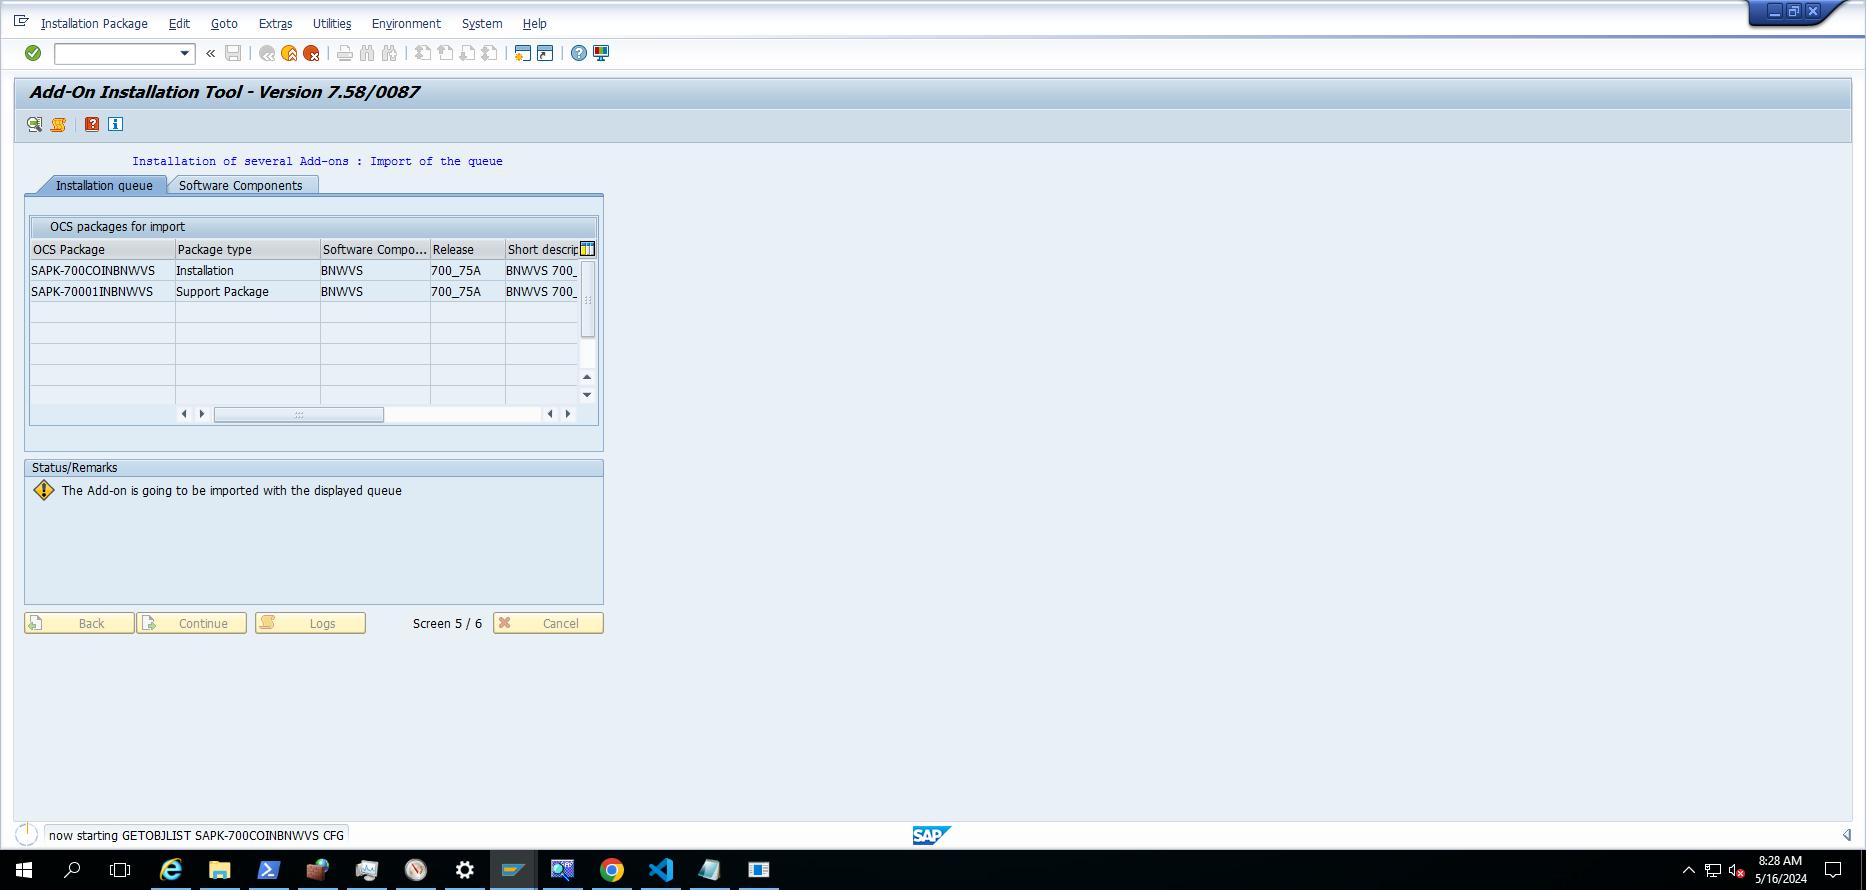 Installation Package Edit Goto Extras Utilities Environment System Help
Add-On Installation Tool - Version 7.58/0087
Installation of several Add-ons : Import of the queue
Installation queue Software Components
OCS packages for import
OCS Package Package type Software Compo... Release Short descrip
SAPK-700COINBNWVS Installation BNWVS 700_75A BNWVS 700_
SAPK-70001INBNWVS Support Package BNWVS 700_75A BNWVS 700_
Status/Remarks
The Add-on is going to be imported with the displayed queue
Back Continue Logs Screen 5 / 6 Cancel
now starting GETOBJLIST SAPK-700COINBNWVS CFG
SAP
8:28 AM
5/16/2024